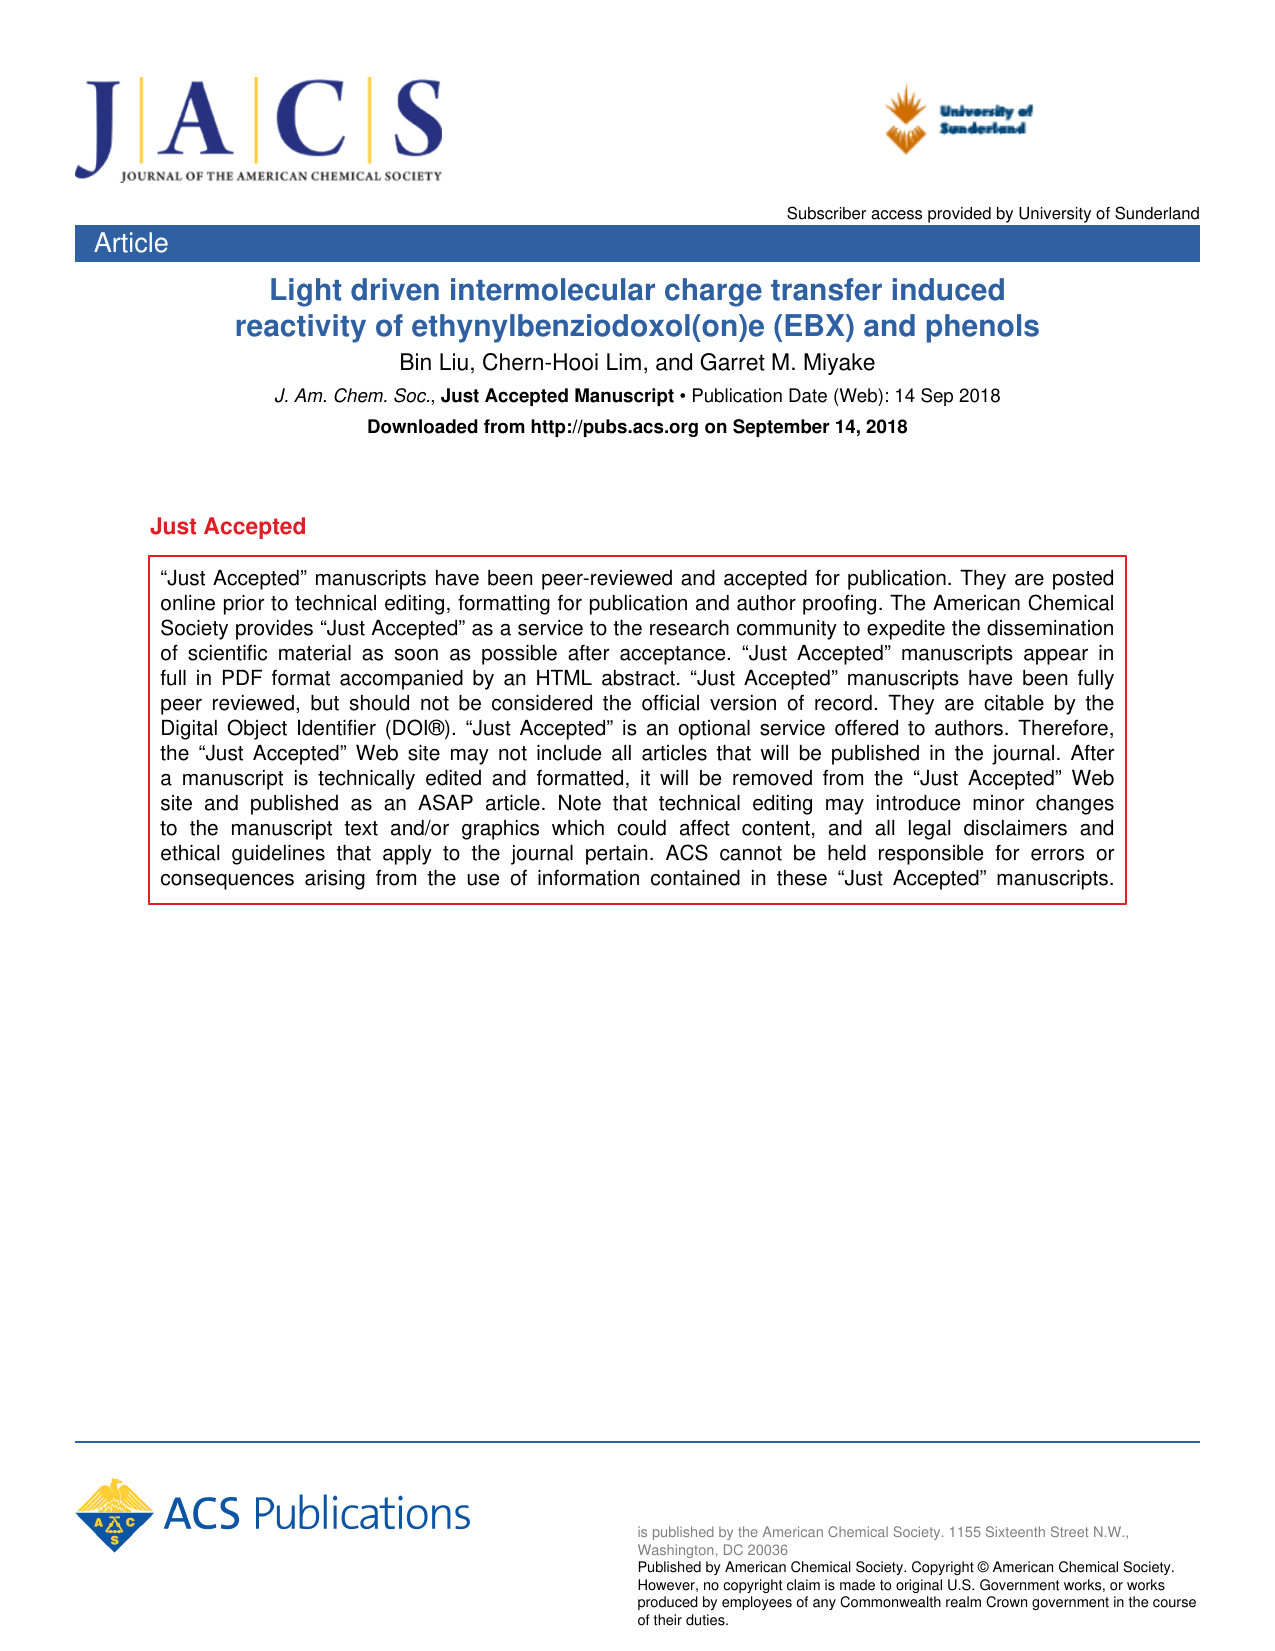 J|A|C|S
JOURNAL OF THE AMERICAN CHEMICAL SOCIETY
University of
Sunderland
Subscriber access provided by University of Sunderland
Article
Light driven intermolecular charge transfer induced
reactivity of ethynylbenziodoxol(on)e (EBX) and phenols
Bin Liu, Chern-Hooi Lim, and Garret M. Miyake
J. Am. Chem. Soc., Just Accepted Manuscript • Publication Date (Web): 14 Sep 2018
Downloaded from http://pubs.acs.org on September 14, 2018
Just Accepted
“Just Accepted” manuscripts have been peer-reviewed and accepted for publication. They are posted
online prior to technical editing, formatting for publication and author proofing. The American Chemical
Society provides “Just Accepted” as a service to the research community to expedite the dissemination
of scientific material as soon as possible after acceptance. “Just Accepted” manuscripts appear in
full in PDF format accompanied by an HTML abstract. “Just Accepted” manuscripts have been fully
peer reviewed, but should not be considered the official version of record. They are citable by the
Digital Object Identifier (DOI®). “Just Accepted” is an optional service offered to authors. Therefore,
the “Just Accepted” Web site may not include all articles that will be published in the journal. After
a manuscript is technically edited and formatted, it will be removed from the “Just Accepted” Web
site and published as an ASAP article. Note that technical editing may introduce minor changes
to the manuscript text and/or graphics which could affect content, and all legal disclaimers and
ethical guidelines that apply to the journal pertain. ACS cannot be held responsible for errors or
consequences arising from the use of information contained in these “Just Accepted” manuscripts.
A C S
ACS Publications
is published by the American Chemical Society. 1155 Sixteenth Street N.W.,
Washington, DC 20036
Published by American Chemical Society. Copyright © American Chemical Society.
However, no copyright claim is made to original U.S. Government works, or works
produced by employees of any Commonwealth realm Crown government in the course
of their duties.